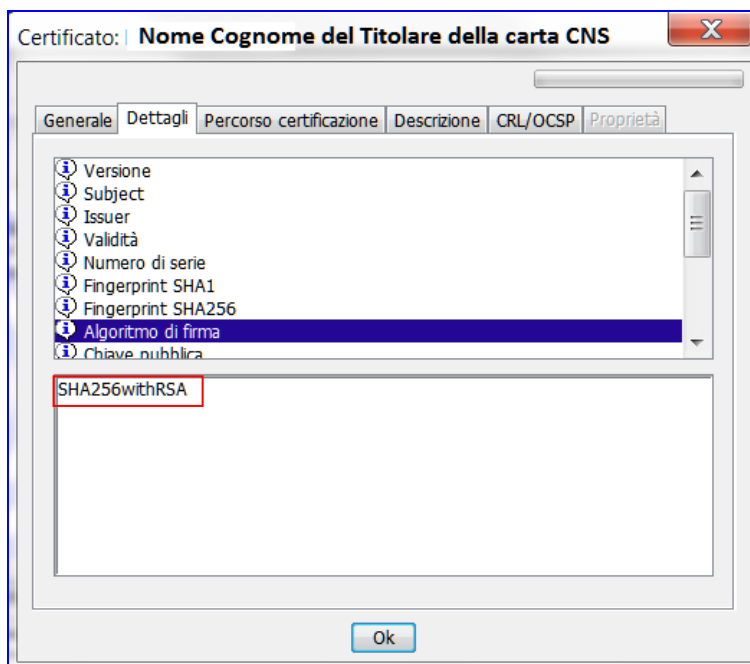 Certificato: Nome Cognome del Titolare della carta CNS
Generale Dettagli Percorso certificazione Descrizione CRL/OCSP Proprietà
Versione
Subject
Issuer
Validità
Numero di serie
Fingerprint SHA1
Fingerprint SHA256
Algoritmo di firma
Chiave pubblica
SHA256withRSA
Ok